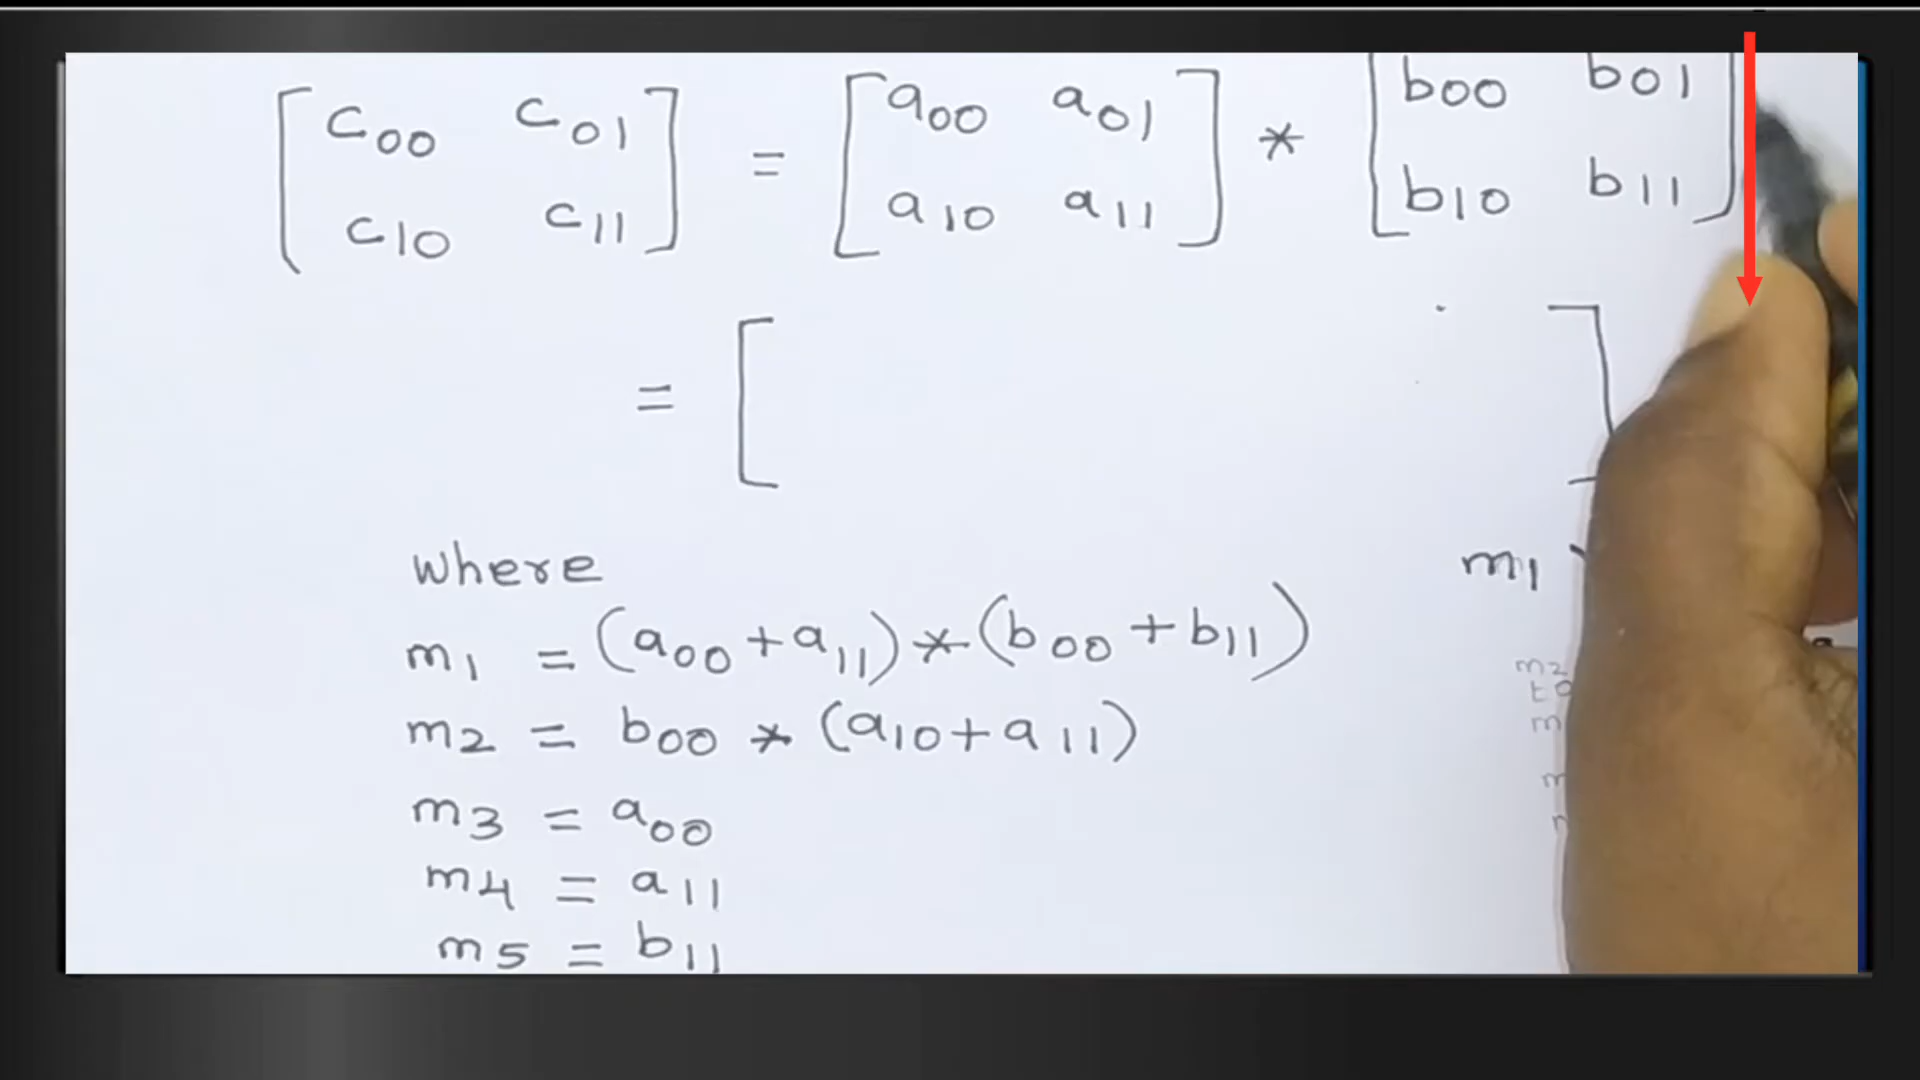 [c00 c01] = [a00 a01] * [b00 b01]
[c10 c11] [a10 a11] [b10 b11]
= [ ]
where
m1
m1 = (a00+a11)*(b00+b11)
m2 = b00 * (a10+a11)
m2
m3 = a00
m4 = a11
m5 = b11